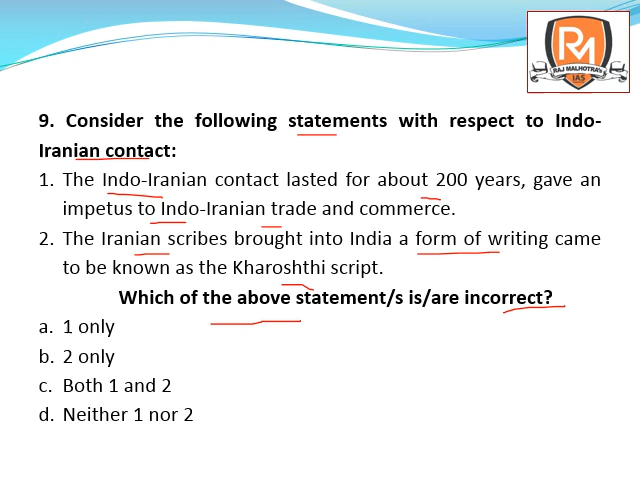 RM
RAJ MALHOTRA'S
IAS
9. Consider the following statements with respect to Indo-
Iranian contact:
1. The Indo-Iranian contact lasted for about 200 years, gave an
impetus to Indo-Iranian trade and commerce.
2. The Iranian scribes brought into India a form of writing came
to be known as the Kharoshthi script.
Which of the above statement/s is/are incorrect?
a. 1 only
b. 2 only
c. Both 1 and 2
d. Neither 1 nor 2